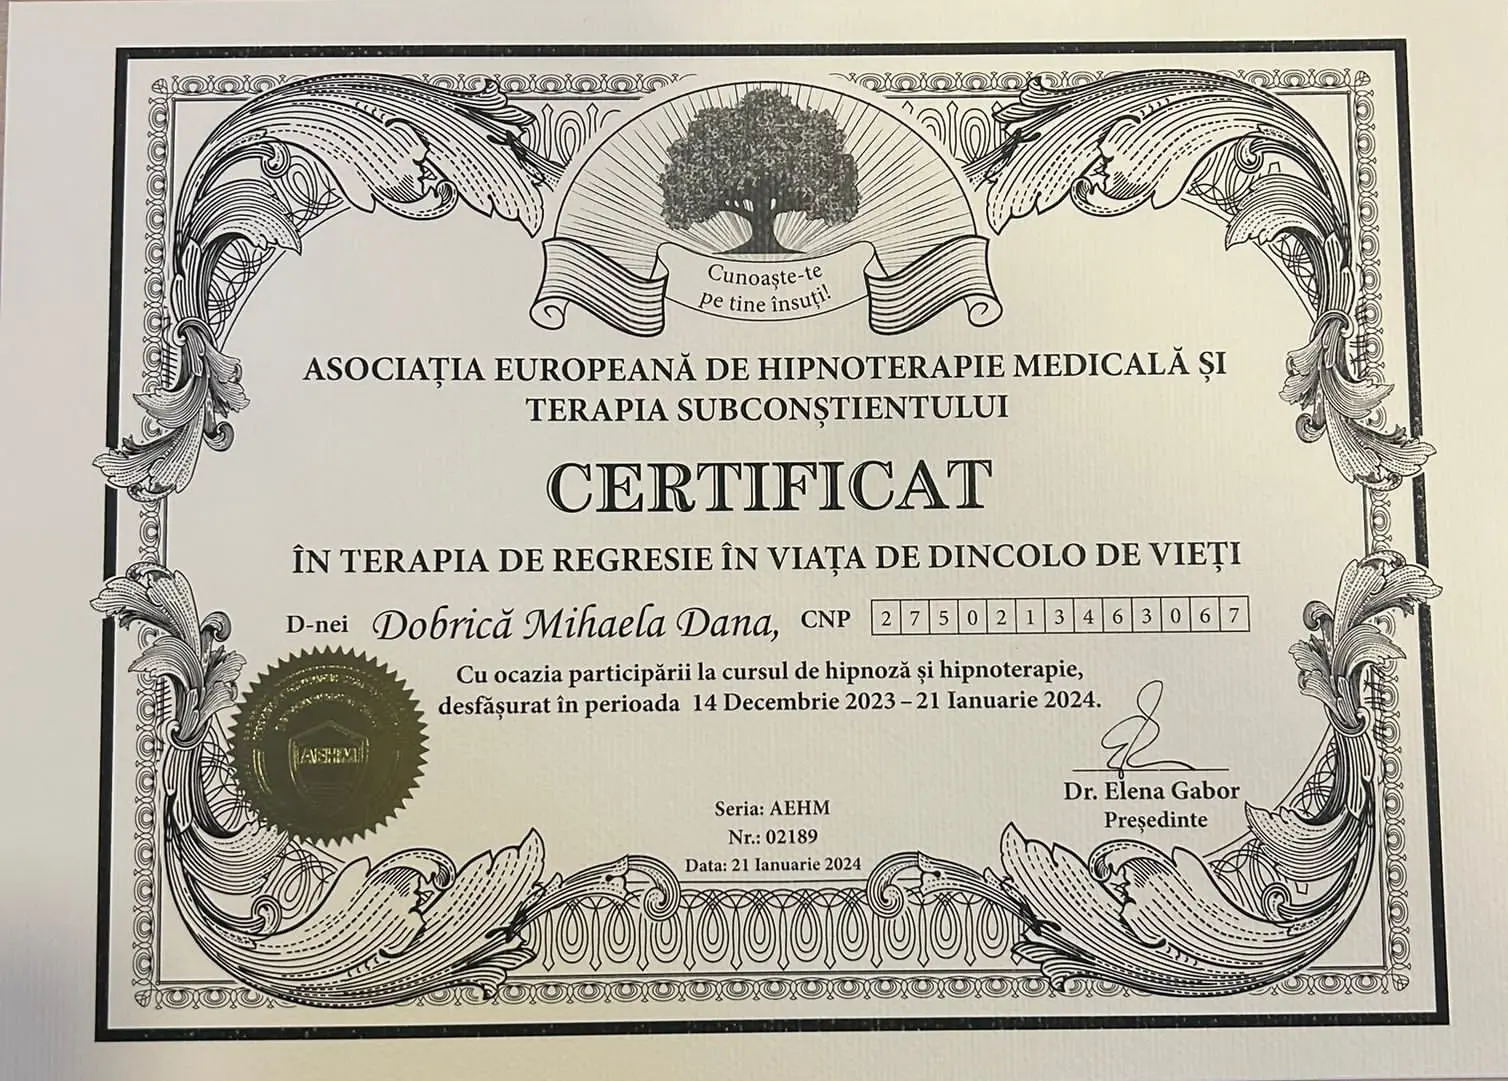 Cunoaște-te
pe tine însuți!
ASOCIAȚIA EUROPEANĂ DE HIPNOTERAPIE MEDICALĂ ȘI
TERAPIA SUBCONȘTIENTULUI
CERTIFICAT
ÎN TERAPIA DE REGRESIE ÎN VIAȚA DE DINCOLO DE VIEȚI
D-nei Dobrică Mihaela Dana, CNP 2750213463067
Cu ocazia participării la cursul de hipnoză și hipnoterapie,
desfășurat în perioada 14 Decembrie 2023 – 21 Ianuarie 2024.
AEHM
Dr. Elena Gabor
Președinte
Seria: AEHM
Nr.: 02189
Data: 21 Ianuarie 2024